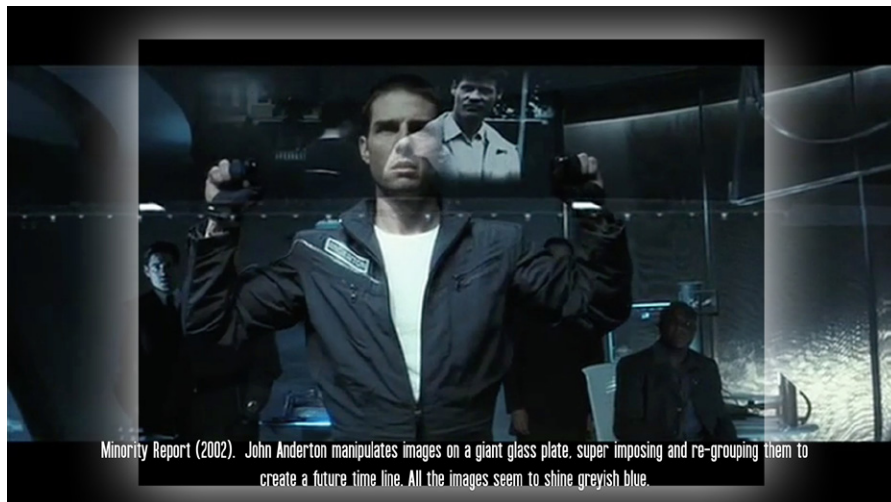 ANDERTON
Minority Report (2002). John Anderton manipulates images on a giant glass plate, super imposing and re-grouping them to
create a future time line. All the images seem to shine greyish blue.